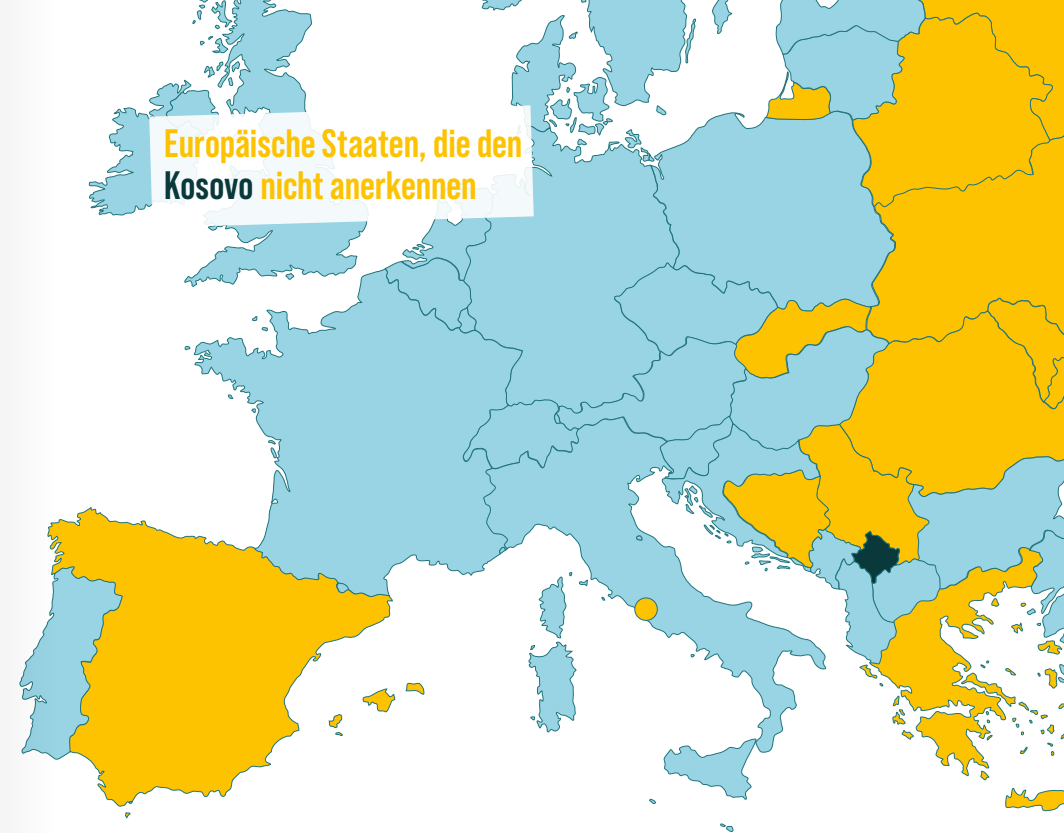 Europäische Staaten, die den
Kosovo nicht anerkennen